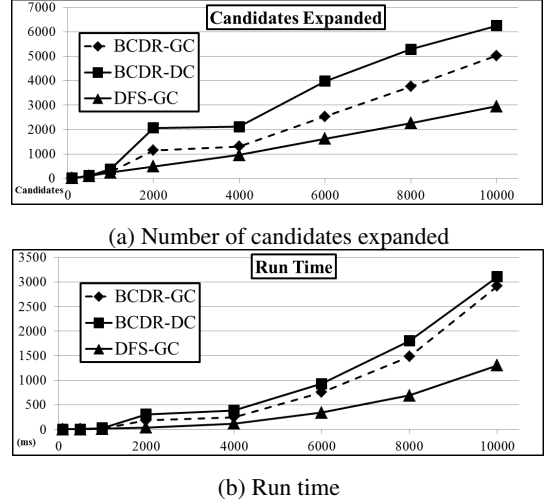 Candidates Expanded
7000
6000
5000
4000
3000
2000
1000
0
BCDR-GC
BCDR-DC
DFS-GC
Candidates
0 2000 4000 6000 8000 10000
(a) Number of candidates expanded
Run Time
3500
3000
2500
2000
1500
1000
500
0
BCDR-GC
BCDR-DC
DFS-GC
(ms)
0 2000 4000 6000 8000 10000
(b) Run time